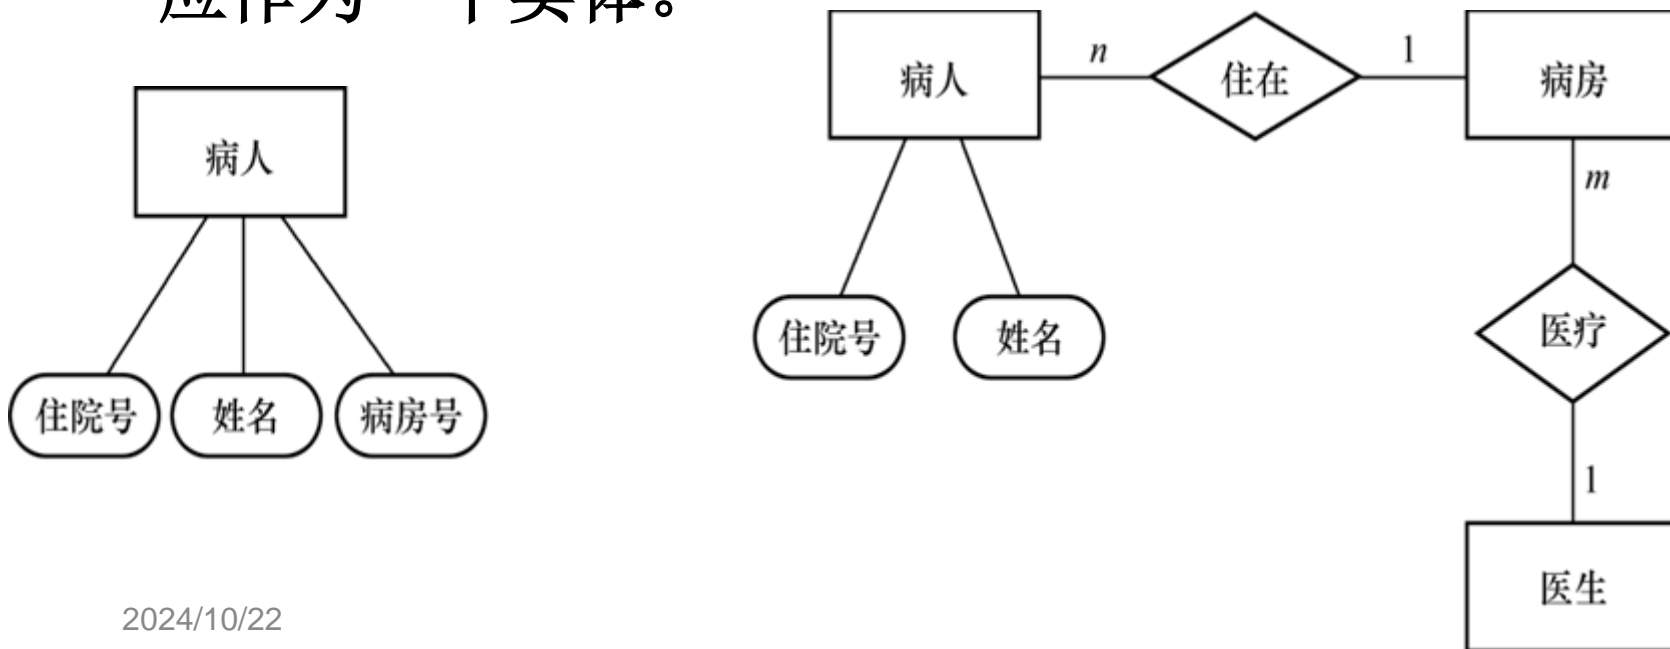 应作为一个实体。
病人
住院号 姓名 病房号
病人 n 住在 1 病房
住院号 姓名
m
医疗
1
医生
2024/10/22